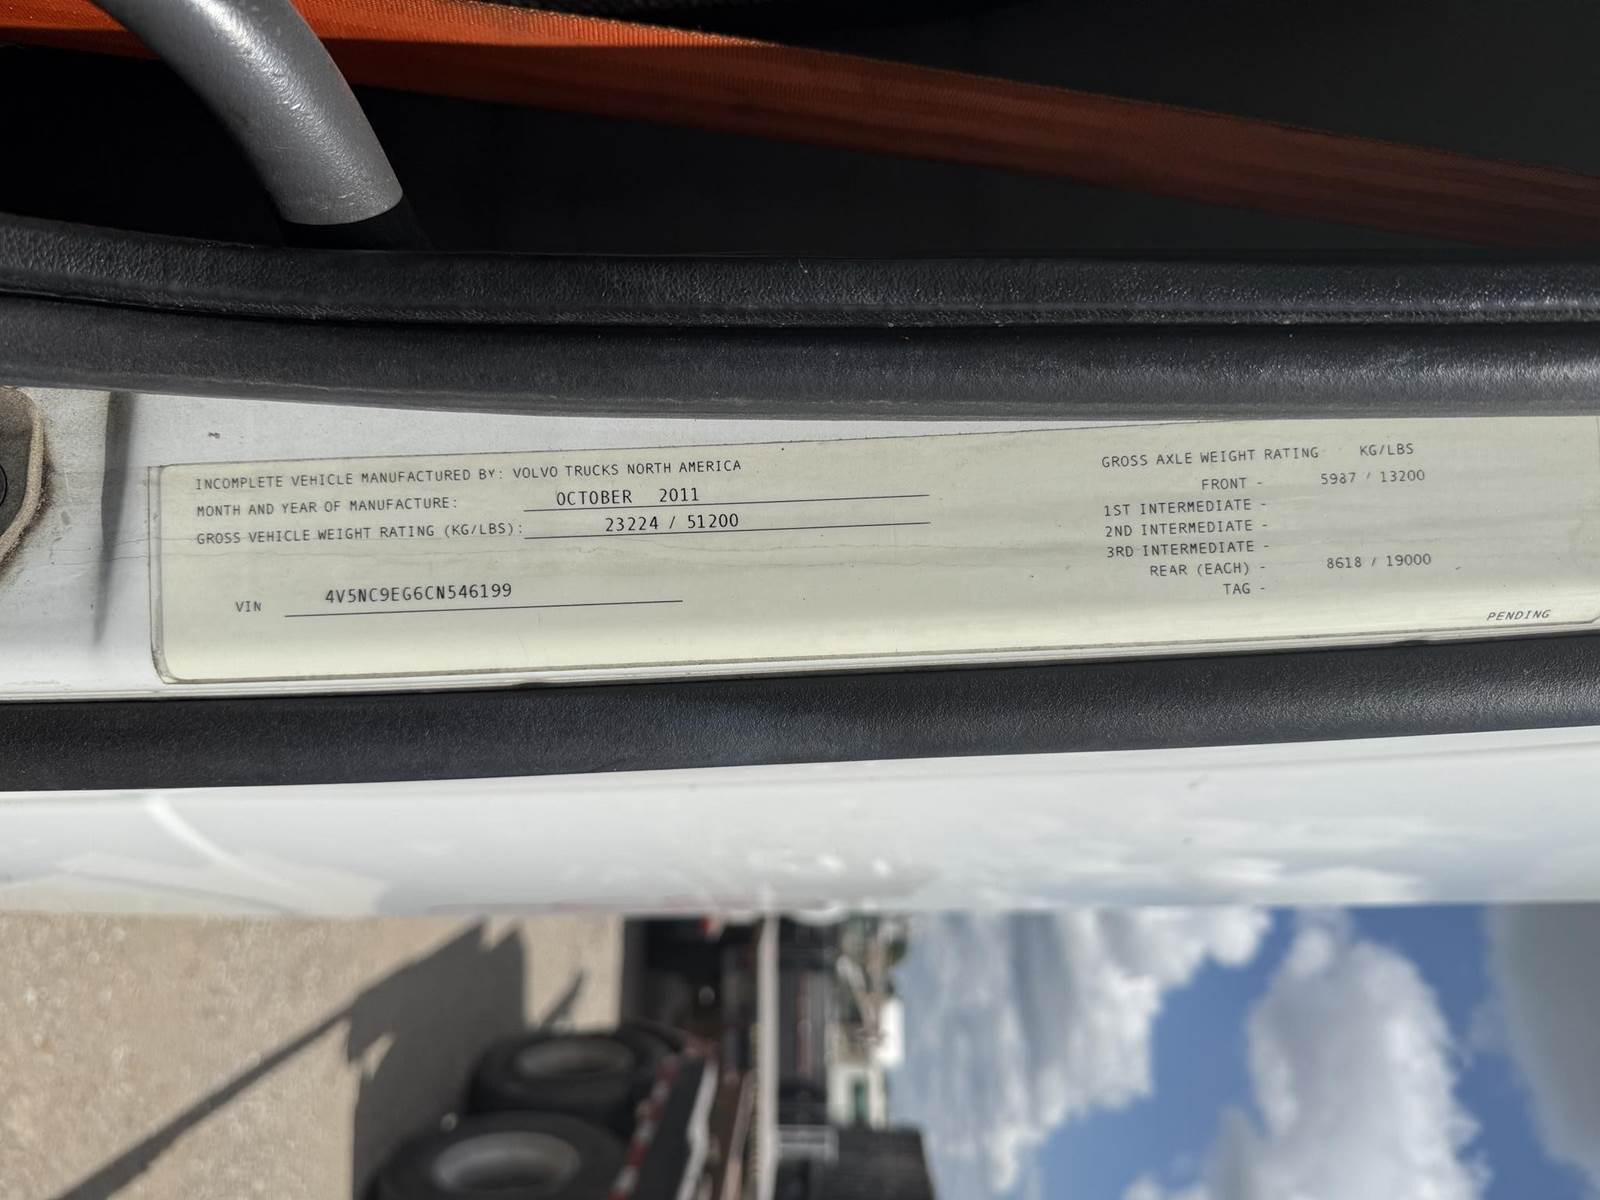 INCOMPLETE VEHICLE MANUFACTURED BY: VOLVO TRUCKS NORTH AMERICA
MONTH AND YEAR OF MANUFACTURE: OCTOBER 2011
GROSS VEHICLE WEIGHT RATING (KG/LBS): 23224 / 51200
VIN 4V5NC9EG6CN546199
GROSS AXLE WEIGHT RATING KG/LBS
FRONT - 5987 / 13200
1ST INTERMEDIATE -
2ND INTERMEDIATE -
3RD INTERMEDIATE -
REAR (EACH) - 8618 / 19000
TAG -
PENDING